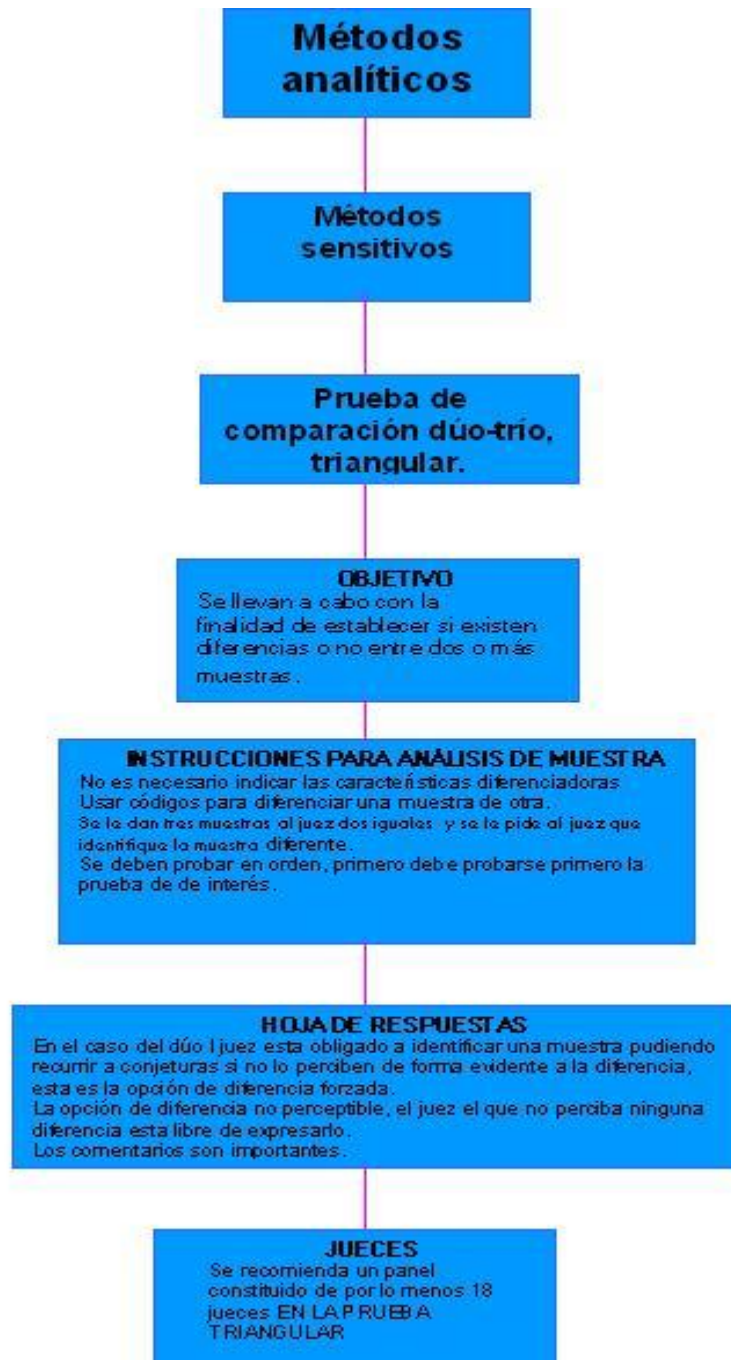 Métodos
analíticos
Métodos
sensitivos
Prueba de
comparación dúo-trío,
triangular.
OBJETIVO
Se llevan a cabo con la
finalidad de establecer si existen
diferencias o no entre dos o más
muestras.
INSTRUCCIONES PARA ANÁLISIS DE MUESTRA
No es necesario indicar las características diferenciadoras
Usar códigos para diferenciar una muestra de otra.
Se le dan tres muestras al juez dos iguales y se le pide al juez que
identifique la muestra diferente.
Se deben probar en orden, primero debe probarse primero la
prueba de de interés.
HOJA DE RESPUESTAS
En el caso del dúo l juez esta obligado a identificar una muestra pudiendo
recurrir a conjeturas si no lo perciben de forma evidente a la diferencia,
esta es la opción de diferencia forzada.
La opción de diferencia no perceptible, el juez el que no perciba ninguna
diferencia esta libre de expresarlo.
Los comentarios son importantes.
JUECES
Se recomienda un panel
constituido de por lo menos 18
jueces EN LA PRUEBA
TRIANGULAR